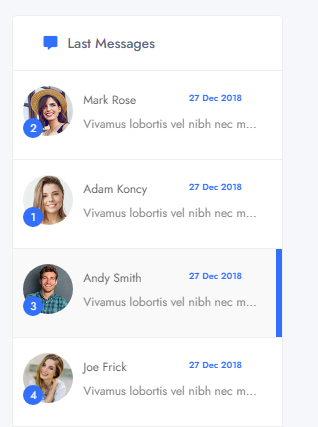 Last Messages
Mark Rose 27 Dec 2018
2
Vivamus lobortis vel nibh nec m...
Adam Koncy 27 Dec 2018
1
Vivamus lobortis vel nibh nec m...
Andy Smith 27 Dec 2018
3
Vivamus lobortis vel nibh nec m...
Joe Frick 27 Dec 2018
4
Vivamus lobortis vel nibh nec m...